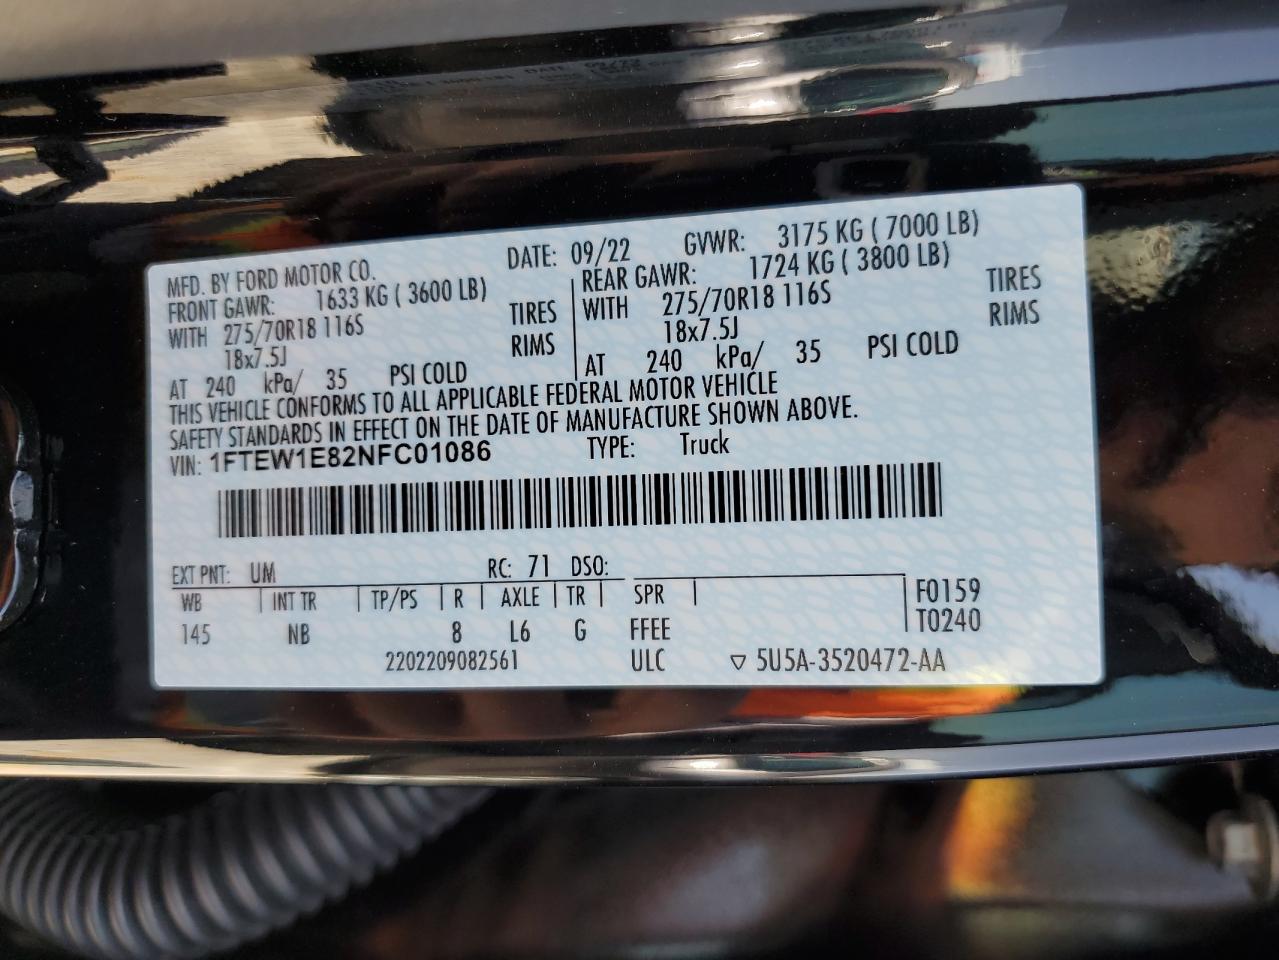 MFD. BY FORD MOTOR CO. DATE: 09/22 GVWR: 3175 KG ( 7000 LB)
FRONT GAWR: 1633 KG ( 3600 LB) REAR GAWR: 1724 KG ( 3800 LB)
WITH 275/70R18 116S TIRES WITH 275/70R18 116S TIRES
18x7.5J RIMS 18x7.5J RIMS
AT 240 kPa/ 35 PSI COLD AT 240 kPa/ 35 PSI COLD
THIS VEHICLE CONFORMS TO ALL APPLICABLE FEDERAL MOTOR VEHICLE
SAFETY STANDARDS IN EFFECT ON THE DATE OF MANUFACTURE SHOWN ABOVE.
VIN: 1FTEW1E82NFC01086 TYPE: Truck
EXT PNT: UM RC: 71 DSO:
WB INT TR TP/PS R AXLE TR SPR F0159
145 NB 8 L6 G FFEE T0240
2202209082561 ULC ▽ 5U5A-3520472-AA